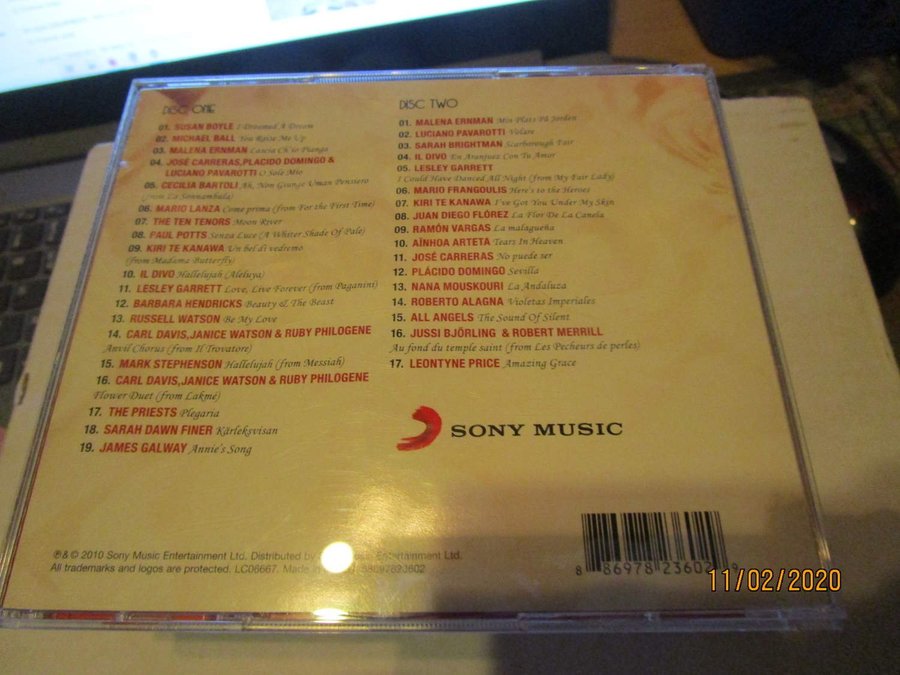 DISC ONE
01. SUSAN BOYLE I Dreamed A Dream
02. MICHAEL BALL You Raise Me Up
03. MALENA ERNMAN Lascia Ch'io Pianga
04. JOSÉ CARRERAS,PLACIDO DOMINGO &
LUCIANO PAVAROTTI O Sole Mio
05. CECILIA BARTOLI Ah, Non Giunge Uman Pensiero
(from La Sonnambula)
06. MARIO LANZA Come prima (from For the First Time)
07. THE TEN TENORS Moon River
08. PAUL POTTS Senza Luce (A Whiter Shade Of Pale)
09. KIRI TE KANAWA Un bel di vedremo
(from Madama Butterfly)
10. IL DIVO Hallelujah (Aleluya)
11. LESLEY GARRETT Love, Live Forever (from Paganini)
12. BARBARA HENDRICKS Beauty & The Beast
13. RUSSELL WATSON Be My Love
14. CARL DAVIS,JANICE WATSON & RUBY PHILOGENE
Anvil Chorus (from Il Trovatore)
15. MARK STEPHENSON Hallelujah (from Messiah)
16. CARL DAVIS,JANICE WATSON & RUBY PHILOGENE
Flower Duet (from Lakme)
17. THE PRIESTS Plegaria
18. SARAH DAWN FINER Kärleksvisan
19. JAMES GALWAY Annie's Song
DISC TWO
01. MALENA ERNMAN Min Plats På Jorden
02. LUCIANO PAVAROTTI Volare
03. SARAH BRIGHTMAN Scarborough Fair
04. IL DIVO En Aranjuez Con Tu Amor
05. LESLEY GARRETT
I Could Have Danced All Night (from My Fair Lady)
06. MARIO FRANGOULIS Here's to the Heroes
07. KIRI TE KANAWA I've Got You Under My Skin
08. JUAN DIEGO FLÓREZ La Flor De La Canela
09. RAMÓN VARGAS La malagueña
10. AÏNHOA ARTETA Tears In Heaven
11. JOSÉ CARRERAS No puede ser
12. PLÁCIDO DOMINGO Sevilla
13. NANA MOUSKOURI La Andaluza
14. ROBERTO ALAGNA Violetas Imperiales
15. ALL ANGELS The Sound Of Silent
16. JUSSI BJÖRLING & ROBERT MERRILL
Au fond du temple saint (from Les Pecheurs de perles)
17. LEONTYNE PRICE Amazing Grace
SONY MUSIC
℗ & © 2010 Sony Music Entertainment Ltd. Distributed by Music Entertainment Ltd.
All trademarks and logos are protected. LC06667. Made in 88697823602
8 86978 23602 9
11/02/2020